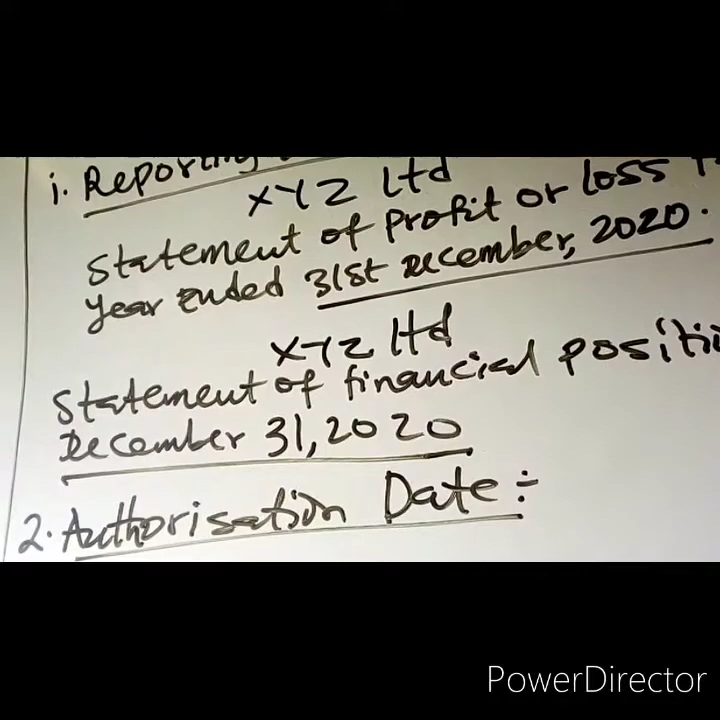 i. Reporting
XYZ Ltd
Statement of Profit or Loss
Year Ended 31st December, 2020.
XYZ Ltd
Statement of financial
December 31, 2020
2. Authorisation Date:
PowerDirector